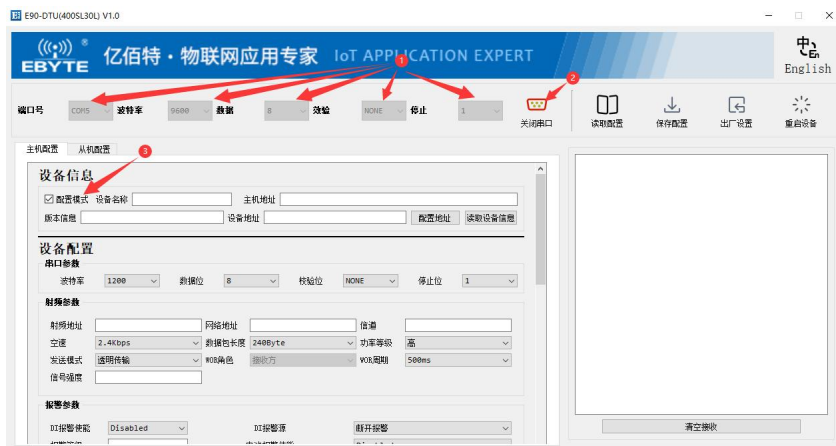 E90-DTU(400SL30L) V1.0
EBYTE ® 亿佰特·物联网应用专家 IoT APPLICATION EXPERT
中 En
English
1
2
端口号 COM5 波特率 9600 数据 8 效验 NONE 停止 1
关闭串口 读取配置 保存配置 出厂设置 重启设备
主机配置 从机配置
3
设备信息
配置模式 设备名称 主机地址
版本信息 设备地址 配置地址 读取设备信息
设备配置
串口参数
波特率 1200 数据位 8 校验位 NONE 停止位 1
射频参数
射频地址 网络地址 信道
空速 2.4Kbps 数据包长度 240Byte 功率等级 高
发送模式 透明传输 WOR角色 接收方 WOR周期 500ms
信号强度
报警参数
DI报警使能 Disabled DI报警源 断开报警
清空接收